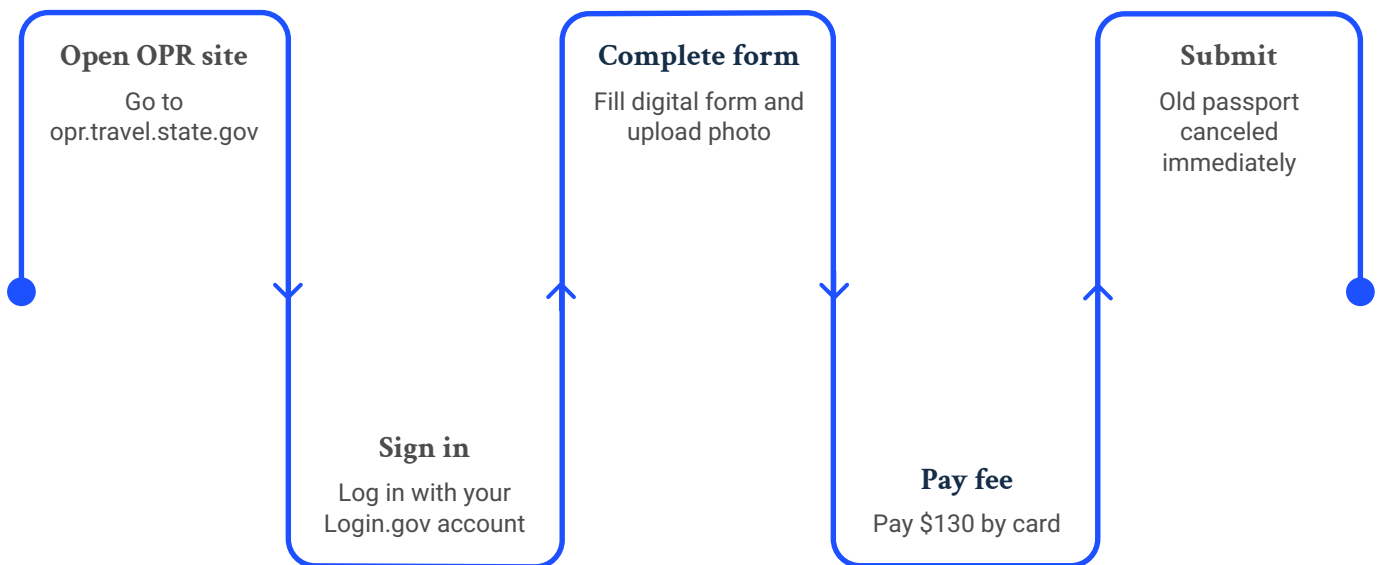 Open OPR site
Go to
opr.travel.state.gov
Sign in
Log in with your
Login.gov account
Complete form
Fill digital form and
upload photo
Pay fee
Pay $130 by card
Submit
Old passport
canceled
immediately